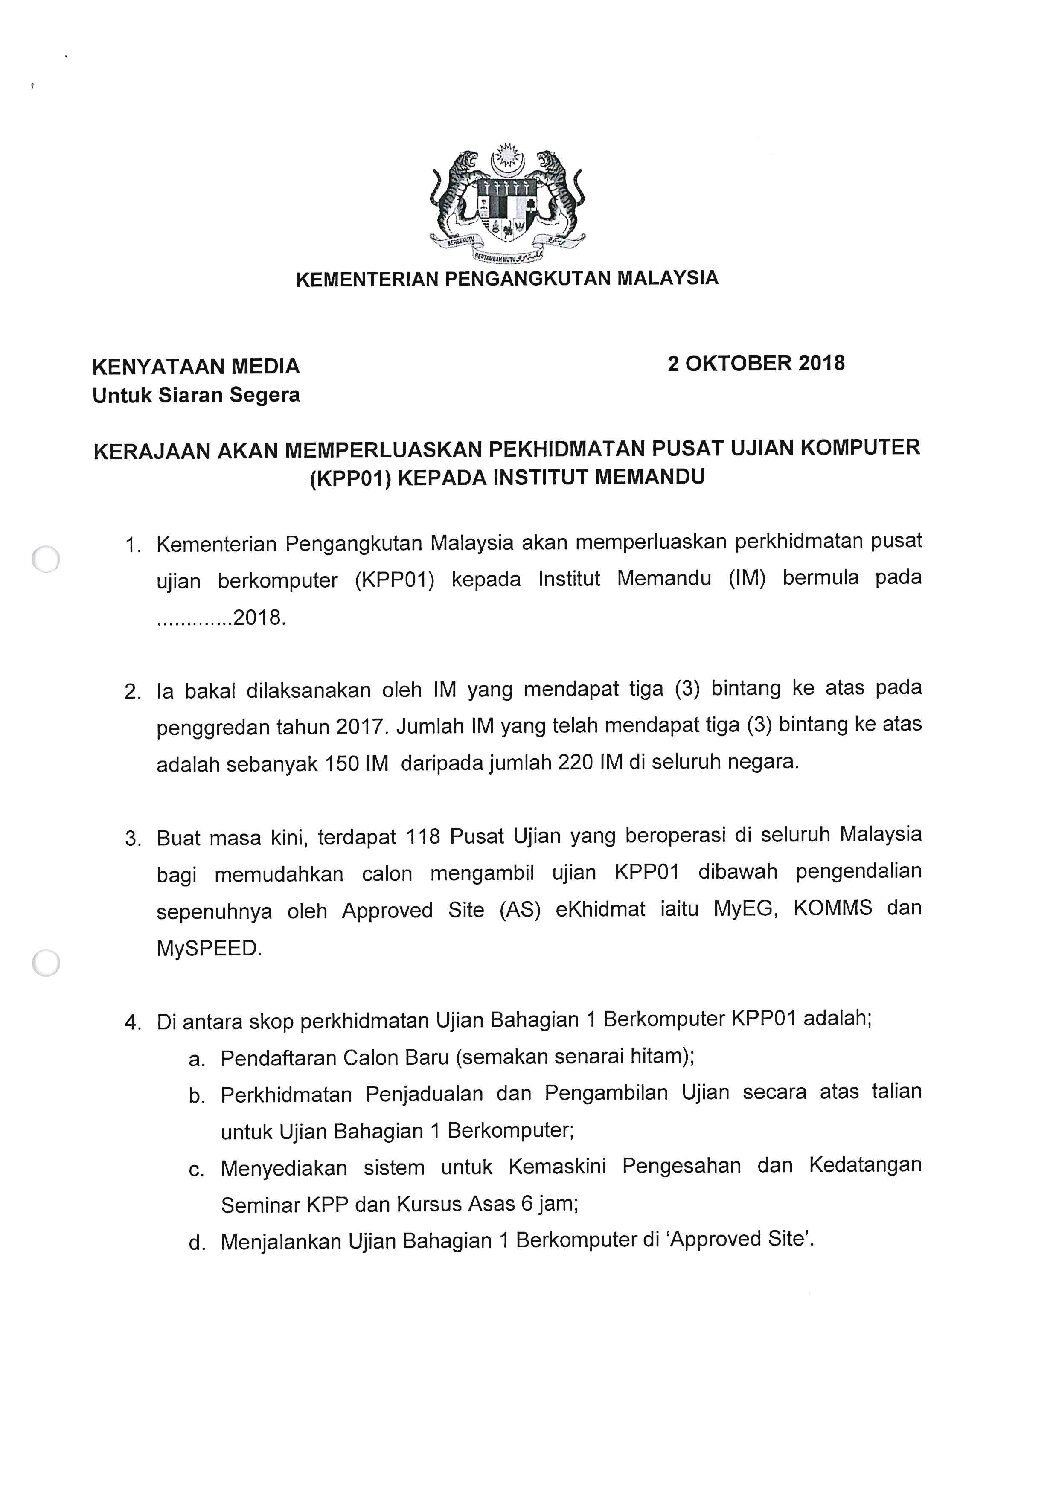 KEMENTERIAN PENGANGKUTAN MALAYSIA
KENYATAAN MEDIA 2 OKTOBER 2018
Untuk Siaran Segera
KERAJAAN AKAN MEMPERLUASKAN PEKHIDMATAN PUSAT UJIAN KOMPUTER
(KPP01) KEPADA INSTITUT MEMANDU
1. Kementerian Pengangkutan Malaysia akan memperluaskan perkhidmatan pusat
ujian berkomputer (KPP01) kepada Institut Memandu (IM) bermula pada
.............2018.
2. Ia bakal dilaksanakan oleh IM yang mendapat tiga (3) bintang ke atas pada
penggredan tahun 2017. Jumlah IM yang telah mendapat tiga (3) bintang ke atas
adalah sebanyak 150 IM daripada jumlah 220 IM di seluruh negara.
3. Buat masa kini, terdapat 118 Pusat Ujian yang beroperasi di seluruh Malaysia
bagi memudahkan calon mengambil ujian KPP01 dibawah pengendalian
sepenuhnya oleh Approved Site (AS) eKhidmat iaitu MyEG, KOMMS dan
MySPEED.
4. Di antara skop perkhidmatan Ujian Bahagian 1 Berkomputer KPP01 adalah;
a. Pendaftaran Calon Baru (semakan senarai hitam);
b. Perkhidmatan Penjadualan dan Pengambilan Ujian secara atas talian
untuk Ujian Bahagian 1 Berkomputer;
c. Menyediakan sistem untuk Kemaskini Pengesahan dan Kedatangan
Seminar KPP dan Kursus Asas 6 jam;
d. Menjalankan Ujian Bahagian 1 Berkomputer di 'Approved Site'.